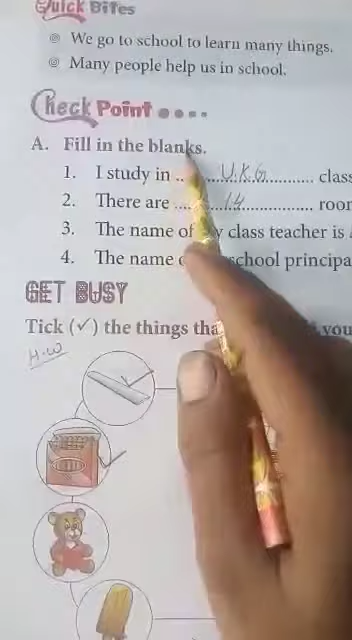 Quick Bites
We go to school to learn many things.
Many people help us in school.
Check Point
A. Fill in the blanks.
1. I study in .. U.K.G ............ class
2. There are .... 14 .................. room
3. The name of class teacher is
4. The name school principa
GET BUSY
Tick (✓) the things tha you
H.W